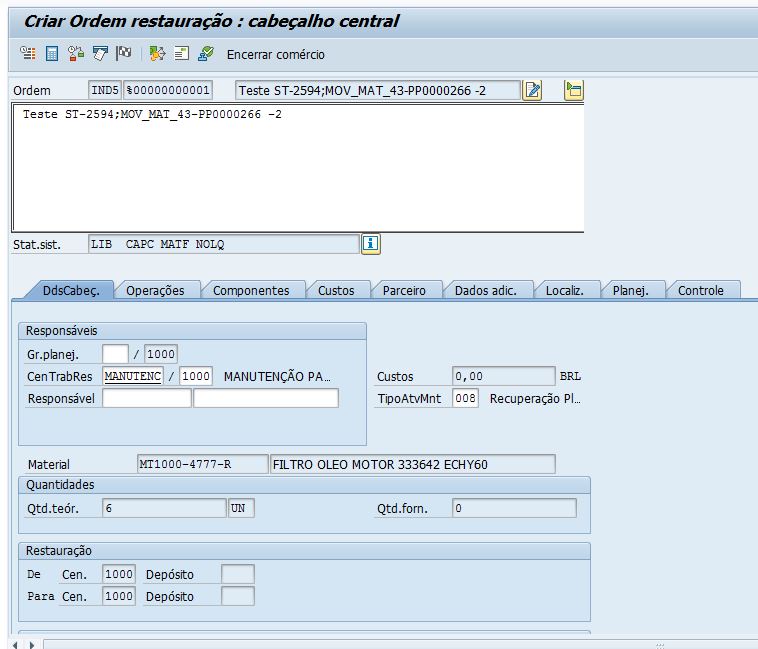 Criar Ordem restauração : cabeçalho central
Encerrar comércio
Ordem IND5 %00000000001 Teste ST-2594;MOV_MAT_43-PP0000266 -2
Teste ST-2594;MOV_MAT_43-PP0000266 -2
Stat.sist. LIB CAPC MATF NOLQ
DdsCabeç. Operações Componentes Custos Parceiro Dados adic. Localiz. Planej. Controle
Responsáveis
Gr.planej. / 1000
CenTrabRes MANUTENC / 1000 MANUTENÇÃO PA... Custos 0,00 BRL
Responsável TipoAtvMnt 008 Recuperação Pl...
Material MT1000-4777-R FILTRO OLEO MOTOR 333642 ECHY60
Quantidades
Qtd.teór. 6 UN Qtd.forn. 0
Restauração
De Cen. 1000 Depósito
Para Cen. 1000 Depósito